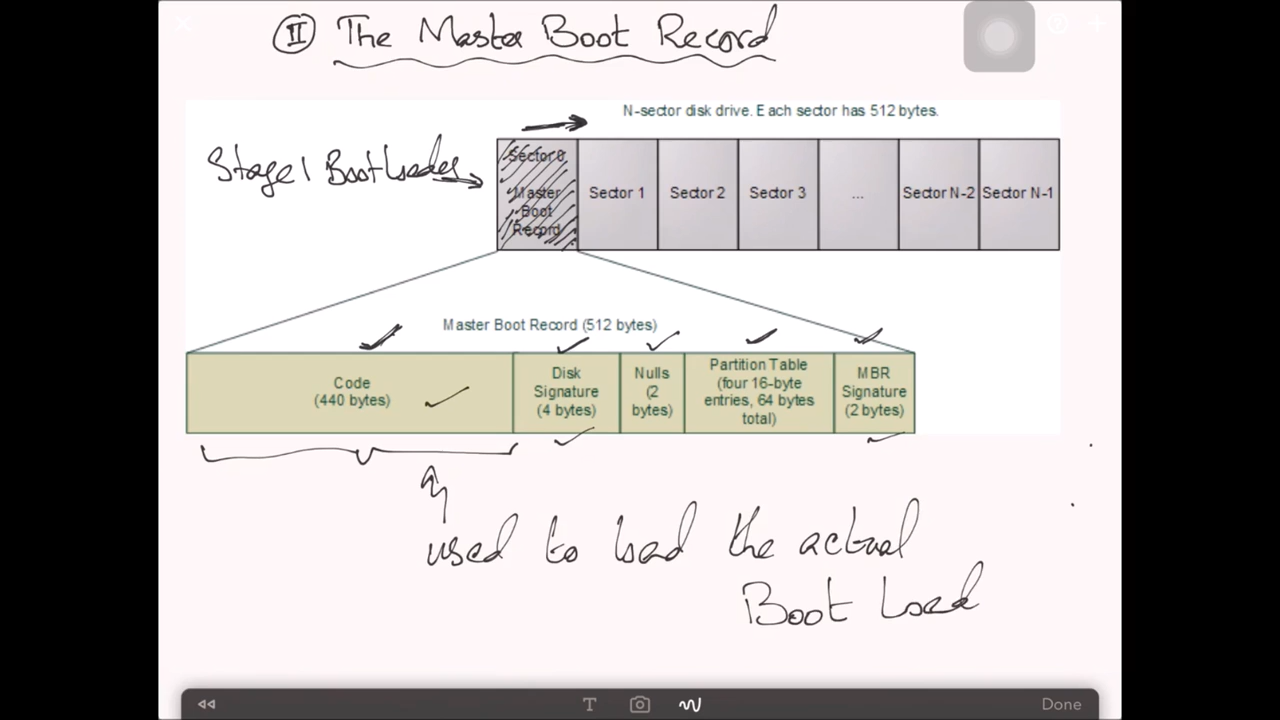 II The Master Boot Record
N-sector disk drive. Each sector has 512 bytes.
Stage 1 Bootloader
Sector 0
Master
Boot
Record
Sector 1
Sector 2
Sector 3
...
Sector N-2
Sector N-1
Master Boot Record (512 bytes)
Code
(440 bytes)
Disk
Signature
(4 bytes)
Nulls
(2
bytes)
Partition Table
(four 16-byte
entries, 64 bytes
total)
MBR
Signature
(2 bytes)
used to load the actual
Boot Load
T
Done